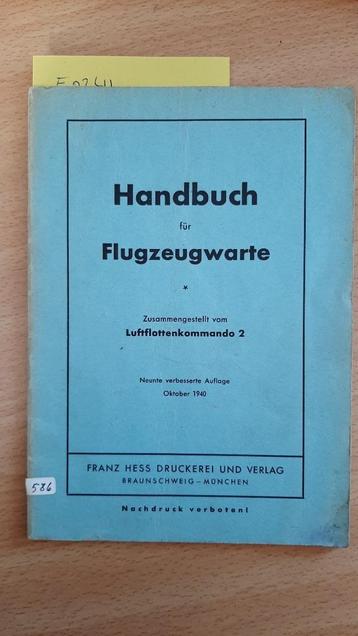 Handbuch
für
Flugzeugwarte
*
Zusammengestellt vom
Luftflottenkommando 2
Neunte verbesserte Auflage
Oktober 1940
FRANZ HESS DRUCKEREI UND VERLAG
BRAUNSCHWEIG – MÜNCHEN
586
Nachdruck verboten!